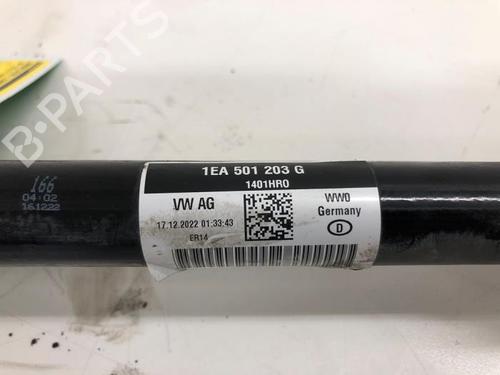 B-PARTS
166
04:02
161222
1EA 501 203 G
1401HR0
VW AG
17.12.2022 01:33:43
ER14
WWO
Germany
D